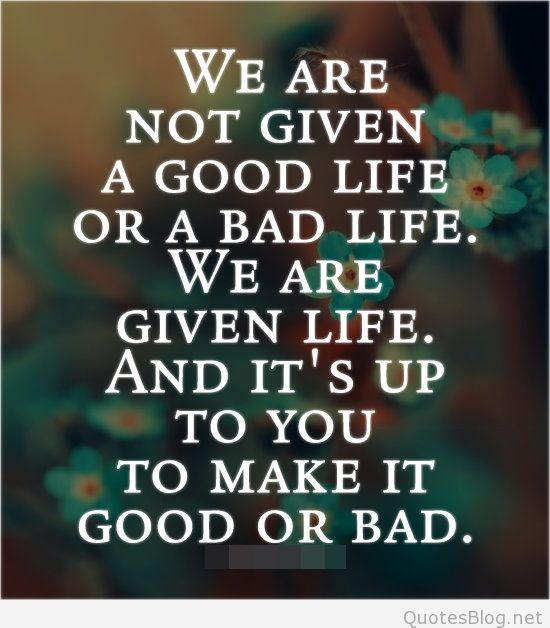 We are
not given
a good life
or a bad life.
We are
given life.
And it's up
to you
to make it
good or bad.
QuotesBlog.net